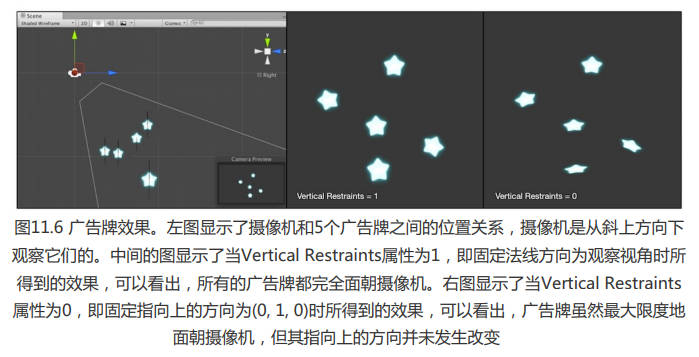 Scene
Shaded Wireframe
2D
Gizmos
All
y
z
Right
Camera Preview
Vertical Restraints = 1
Vertical Restraints = 0
图11.6 广告牌效果。左图显示了摄像机和5个广告牌之间的位置关系，摄像机是从斜上方向下
观察它们的。中间的图显示了当Vertical Restraints属性为1，即固定法线方向为观察视角时所
得到的效果，可以看出，所有的广告牌都完全面朝摄像机。右图显示了当Vertical Restraints
属性为0，即固定指向上的方向为(0, 1, 0)时所得到的效果，可以看出，广告牌虽然最大限度地
面朝摄像机，但其指向上的方向并未发生改变